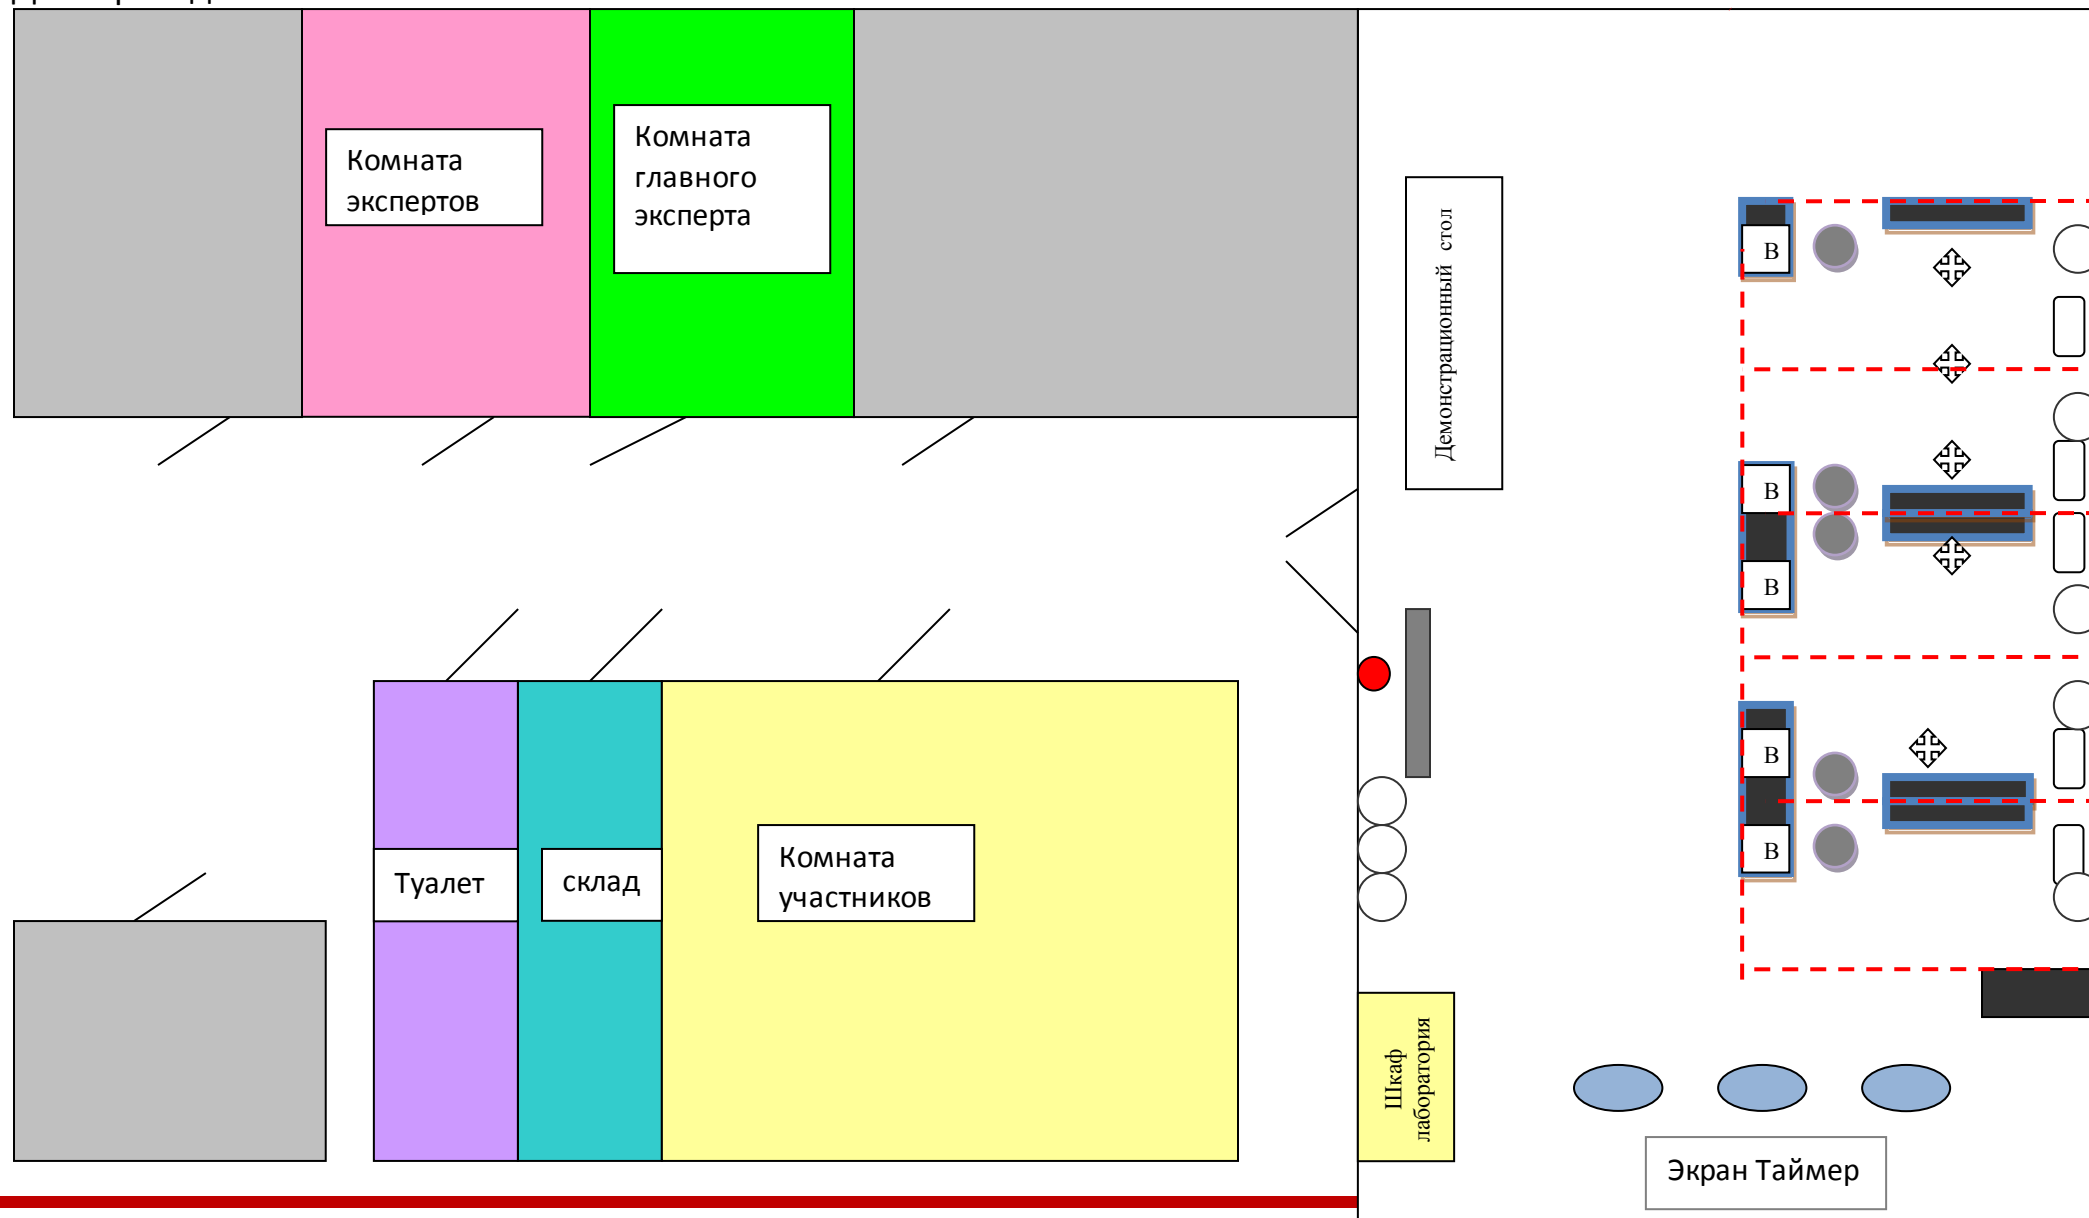 Комната
экспертов
Комната
главного
эксперта
Демонстрационный стол
В
В
В
В
В
Туалет
склад
Комната
участников
Шкаф
лаборатория
Экран Таймер